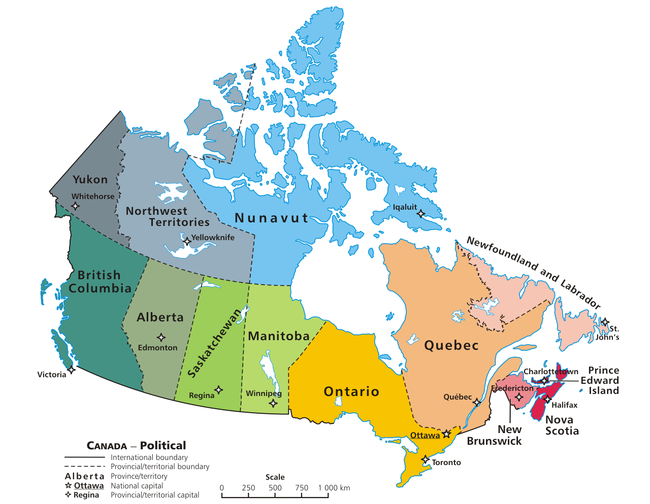 Yukon
Whitehorse
Northwest
Territories
Yellowknife
Nunavut
Iqaluit
British
Columbia
Victoria
Alberta
Edmonton
Saskatchewan
Regina
Manitoba
Winnipeg
Ontario
Toronto
Ottawa
Quebec
Québec
Newfoundland and Labrador
St.
John's
Charlottetown
Prince
Edward
Island
Fredericton
Halifax
New
Brunswick
Nova
Scotia
CANADA – Political
International boundary
Provincial/territorial boundary
Alberta Province/territory
Ottawa National capital
Regina Provincial/territorial capital
Scale
0 250 500 750 1 000 km